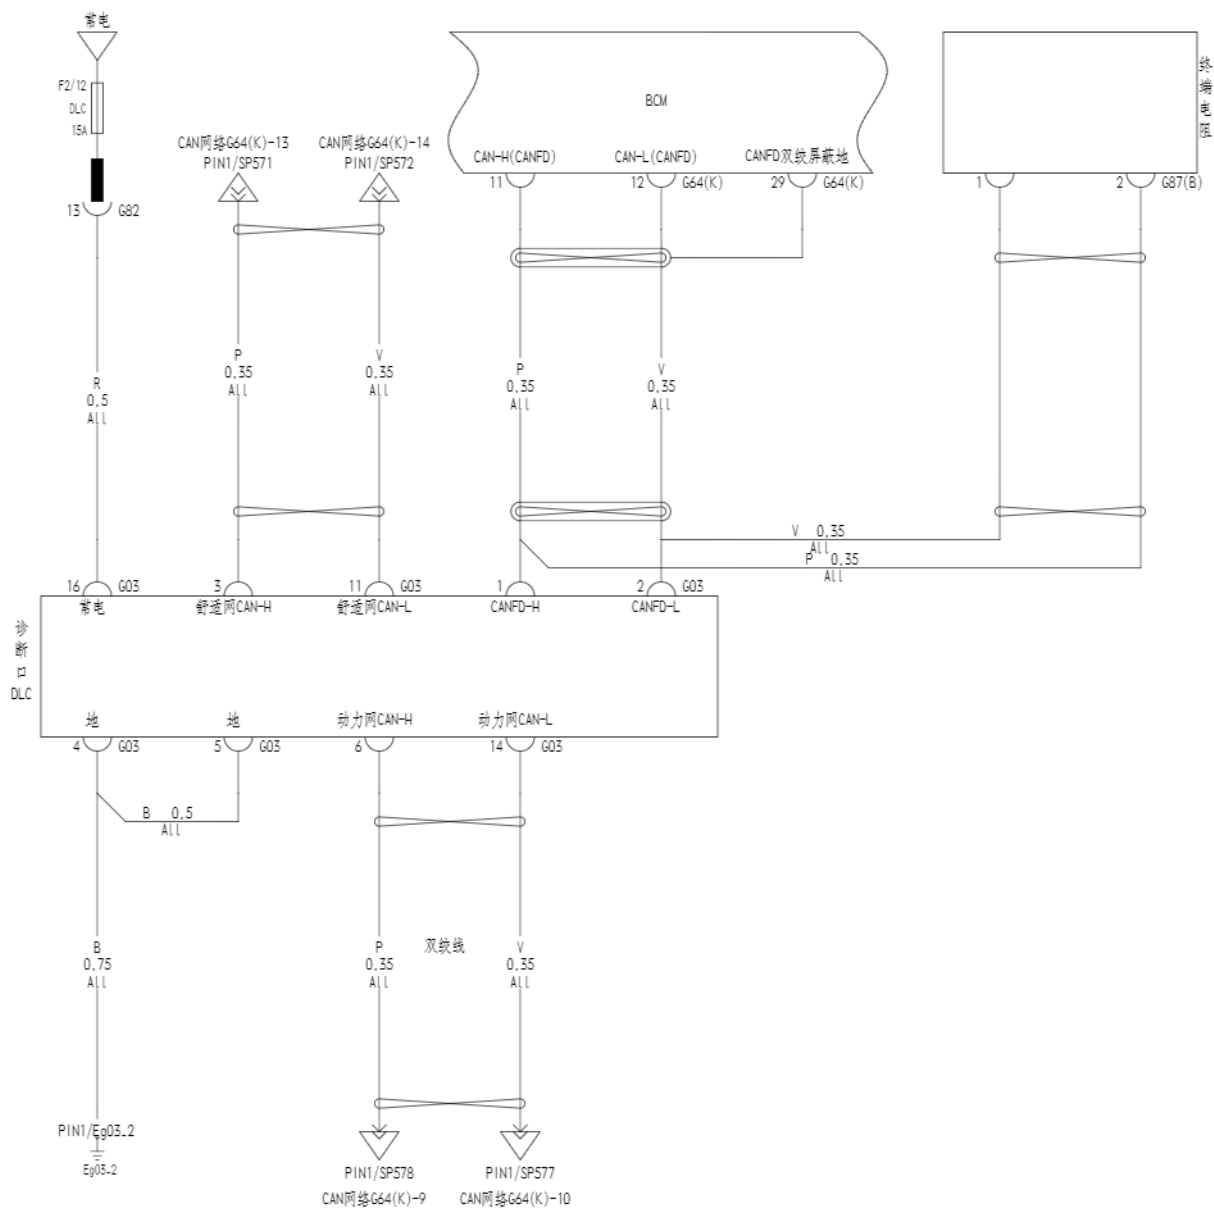 常电
F2/12
DLC
15A
13 G82
CAN网络G64(K)-13
PIN1/SP571
CAN网络G64(K)-14
PIN1/SP572
BCM
CAN-H(CANFD)
CAN-L(CANFD)
CANFD双绞屏蔽地
11
12 G64(K)
29 G64(K)
终
端
电
阻
1
2 G87(B)
R
0.5
All
P
0.35
All
V
0.35
All
P
0.35
All
V
0.35
All
V 0.35
All
P 0.35
All
16 G03
3
11 G03
1
2 G03
常电
舒适网CAN-H
舒适网CAN-L
CANFD-H
CANFD-L
诊
断
口
DLC
地
地
动力网CAN-H
动力网CAN-L
4 G03
5 G03
6
14 G03
B 0.5
All
B
0.75
All
P
0.35
All
双绞线
V
0.35
All
PIN1/Eg03_2
Eg03_2
PIN1/SP578
CAN网络G64(K)-9
PIN1/SP577
CAN网络G64(K)-10